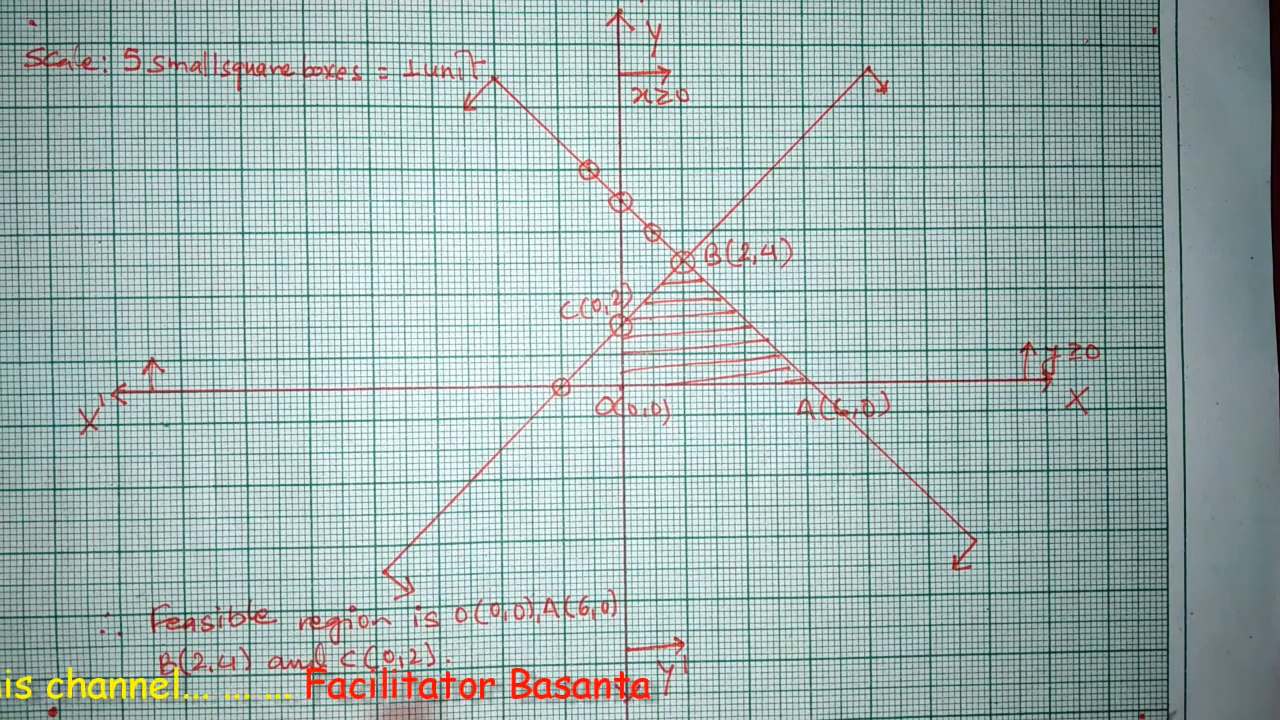 Y
Scale: 5 small square boxes = 1 unit
x≥0
B(2,4)
C(0,2)
y≥0
X'
O(0,0)
A(6,0)
X
∴ Feasible region is O(0,0), A(6,0)
B(2,4) and C(0,2).
Y'
is channel... ... ... Facilitator Basanta